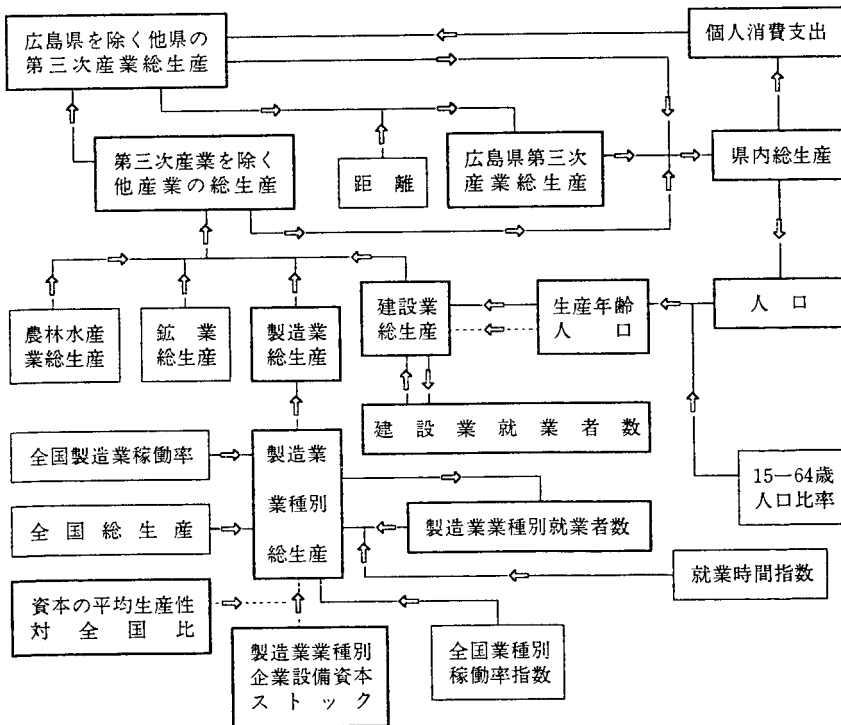 広島県を除く他県の
第三次産業総生産
個人消費支出
第三次産業を除く
他産業の総生産
距離
広島県第三次
産業総生産
県内総生産
農林水産
業総生産
鉱業
総生産
製造業
総生産
建設業
総生産
生産年齢
人口
人口
建設業就業者数
全国製造業稼働率
製造業
業種別
総生産
15—64歳
人口比率
全国総生産
製造業業種別就業者数
就業時間指数
資本の平均生産性
対全国比
製造業業種別
企業設備資本
ストック
全国業種別
稼働率指数